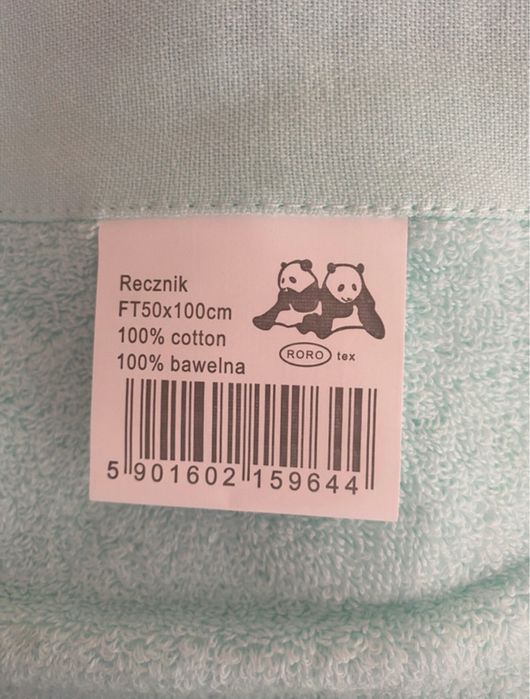 Recznik
FT50x100cm
100% cotton
100% bawelna
RORO tex
5 901602 159644